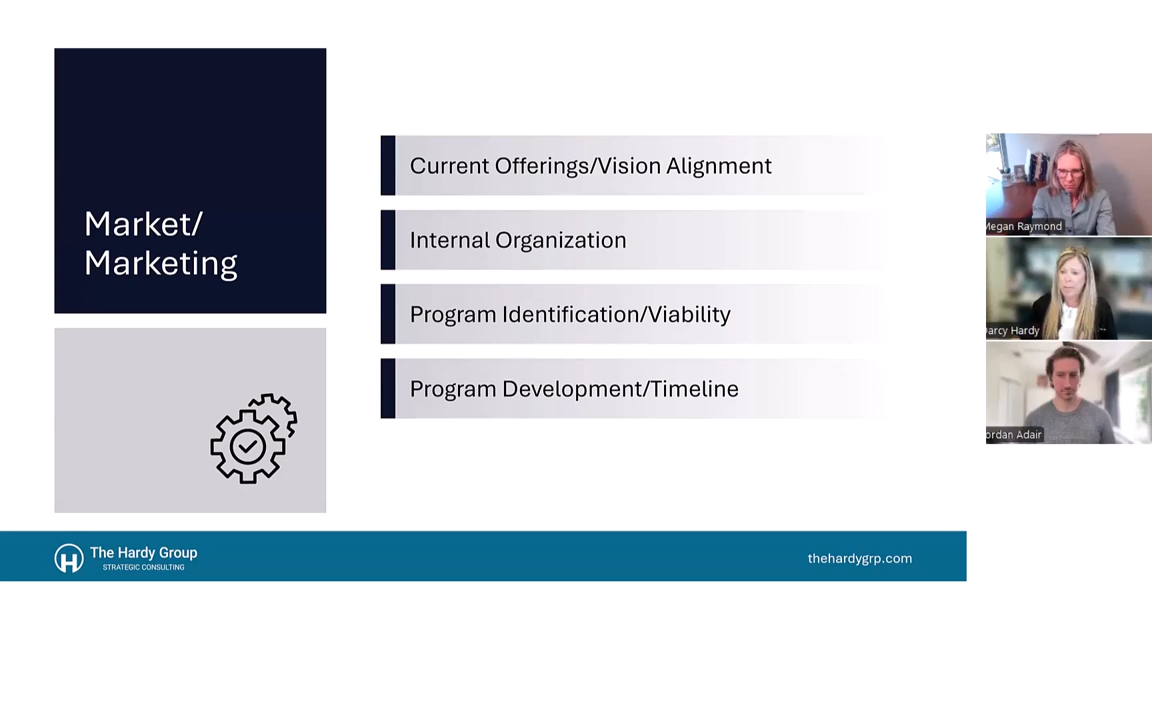 Market/
Marketing
Current Offerings/Vision Alignment
Internal Organization
Program Identification/Viability
Program Development/Timeline
Megan Raymond
Darcy Hardy
ordan Adair
H
The Hardy Group
STRATEGIC CONSULTING
thehardygrp.com